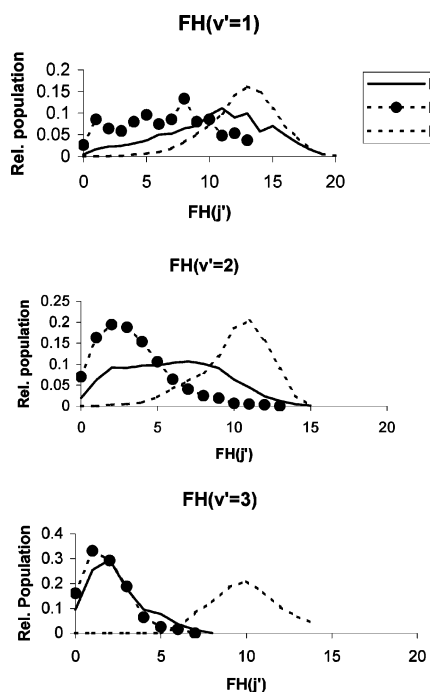 FH(v'=1)
Rel. population
0.2
0.15
0.1
0.05
0
0 5 10 15 20
FH(j')
FH(v'=2)
Rel. population
0.25
0.2
0.15
0.1
0.05
0
0 5 10 15 20
FH(j')
FH(v'=3)
Rel. Population
0.4
0.3
0.2
0.1
0
0 5 10 15 20
FH(j')